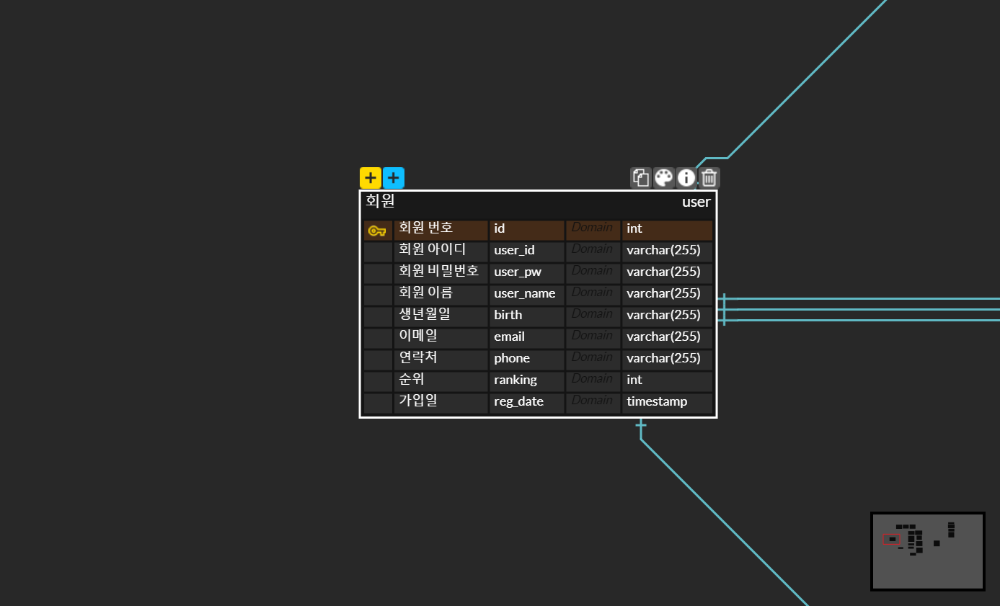 회원 user
회원 번호 id Domain int
회원 아이디 user_id Domain varchar(255)
회원 비밀번호 user_pw Domain varchar(255)
회원 이름 user_name Domain varchar(255)
생년월일 birth Domain varchar(255)
이메일 email Domain varchar(255)
연락처 phone Domain varchar(255)
순위 ranking Domain int
가입일 reg_date Domain timestamp